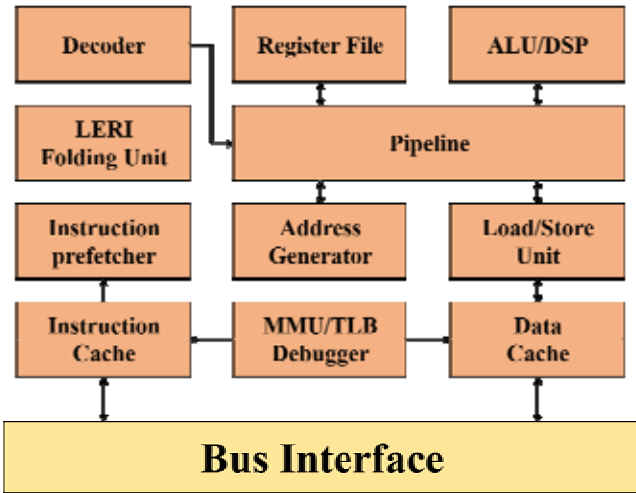 Decoder
Register File
ALU/DSP
LERI
Folding Unit
Pipeline
Instruction
prefetcher
Address
Generator
Load/Store
Unit
Instruction
Cache
MMU/TLB
Debugger
Data
Cache
Bus Interface